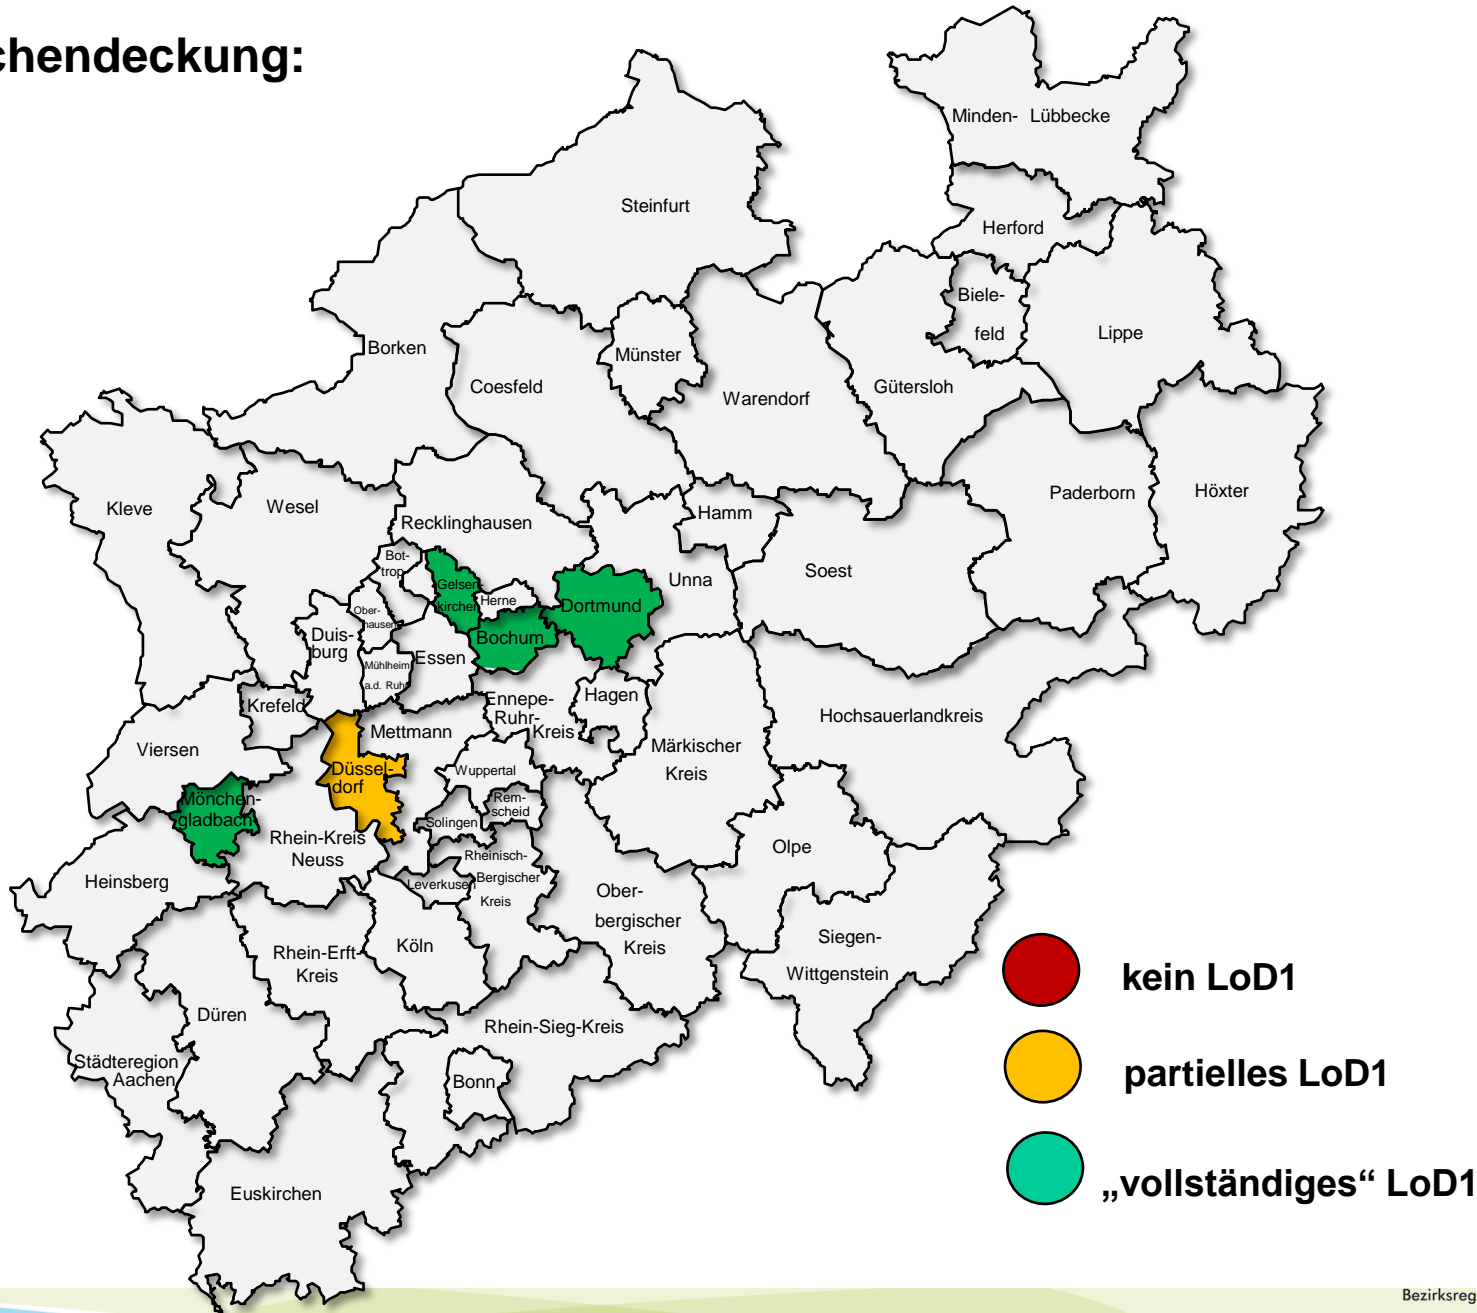 chendeckung:
Minden- Lübbecke
Steinfurt
Herford
Biele-
feld
Lippe
Borken
Münster
Coesfeld
Warendorf
Gütersloh
Kleve
Wesel
Recklinghausen
Hamm
Paderborn
Höxter
Bot-
trop
Gelsen-
kirchen
Herne
Dortmund
Unna
Soest
Ober-
hausen
Duis-
burg
Bochum
Essen
Mühlheim
a.d. Ruhr
Krefeld
Ennepe-
Ruhr-
Kreis
Hagen
Hochsauerlandkreis
Viersen
Mettmann
Märkischer
Kreis
Düssel-
dorf
Wuppertal
Rem-
scheid
Solingen
Mönchen-
gladbach
Rhein-Kreis
Neuss
Rheinisch-
Bergischer
Kreis
Leverkusen
Olpe
Heinsberg
Ober-
bergischer
Kreis
Siegen-
Wittgenstein
Rhein-Erft-
Kreis
Köln
Düren
Rhein-Sieg-Kreis
Städteregion
Aachen
Bonn
Euskirchen
kein LoD1
partielles LoD1
„vollständiges“ LoD1
Bezirksreg